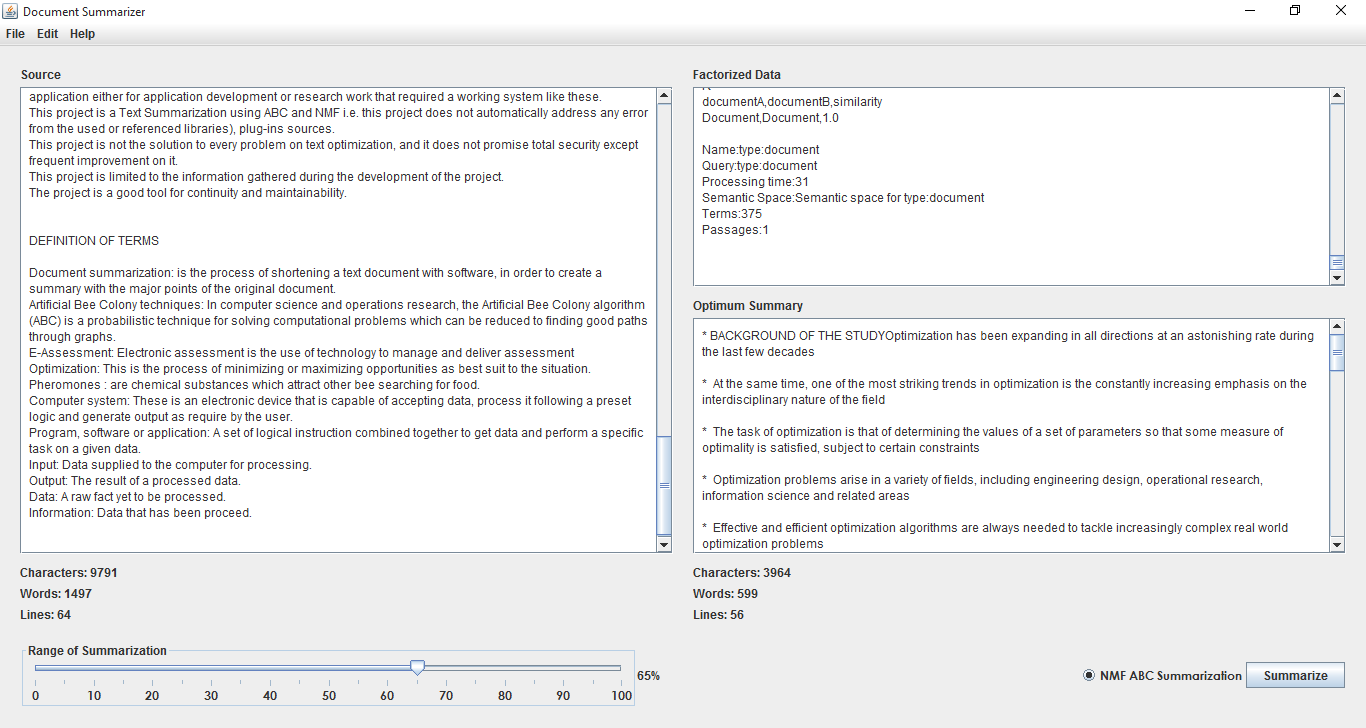 Document Summarizer
File Edit Help
Source
application either for application development or research work that required a working system like these.
This project is a Text Summarization using ABC and NMF i.e. this project does not automatically address any error
from the used or referenced libraries), plug-ins sources.
This project is not the solution to every problem on text optimization, and it does not promise total security except
frequent improvement on it.
This project is limited to the information gathered during the development of the project.
The project is a good tool for continuity and maintainability.
DEFINITION OF TERMS
Document summarization: is the process of shortening a text document with software, in order to create a
summary with the major points of the original document.
Artificial Bee Colony techniques: In computer science and operations research, the Artificial Bee Colony algorithm
(ABC) is a probabilistic technique for solving computational problems which can be reduced to finding good paths
through graphs.
E-Assessment: Electronic assessment is the use of technology to manage and deliver assessment
Optimization: This is the process of minimizing or maximizing opportunities as best suit to the situation.
Pheromones : are chemical substances which attract other bee searching for food.
Computer system: These is an electronic device that is capable of accepting data, process it following a preset
logic and generate output as require by the user.
Program, software or application: A set of logical instruction combined together to get data and perform a specific
task on a given data.
Input: Data supplied to the computer for processing.
Output: The result of a processed data.
Data: A raw fact yet to be processed.
Information: Data that has been proceed.
Characters: 9791
Words: 1497
Lines: 64
Range of Summarization
0 10 20 30 40 50 60 70 80 90 100
65%
Factorized Data
documentA,documentB,similarity
Document,Document,1.0
Name:type:document
Query:type:document
Processing time:31
Semantic Space:Semantic space for type:document
Terms:375
Passages:1
Optimum Summary
* BACKGROUND OF THE STUDYOptimization has been expanding in all directions at an astonishing rate during
the last few decades
* At the same time, one of the most striking trends in optimization is the constantly increasing emphasis on the
interdisciplinary nature of the field
* The task of optimization is that of determining the values of a set of parameters so that some measure of
optimality is satisfied, subject to certain constraints
* Optimization problems arise in a variety of fields, including engineering design, operational research,
information science and related areas
* Effective and efficient optimization algorithms are always needed to tackle increasingly complex real world
optimization problems
Characters: 3964
Words: 599
Lines: 56
NMF ABC Summarization
Summarize